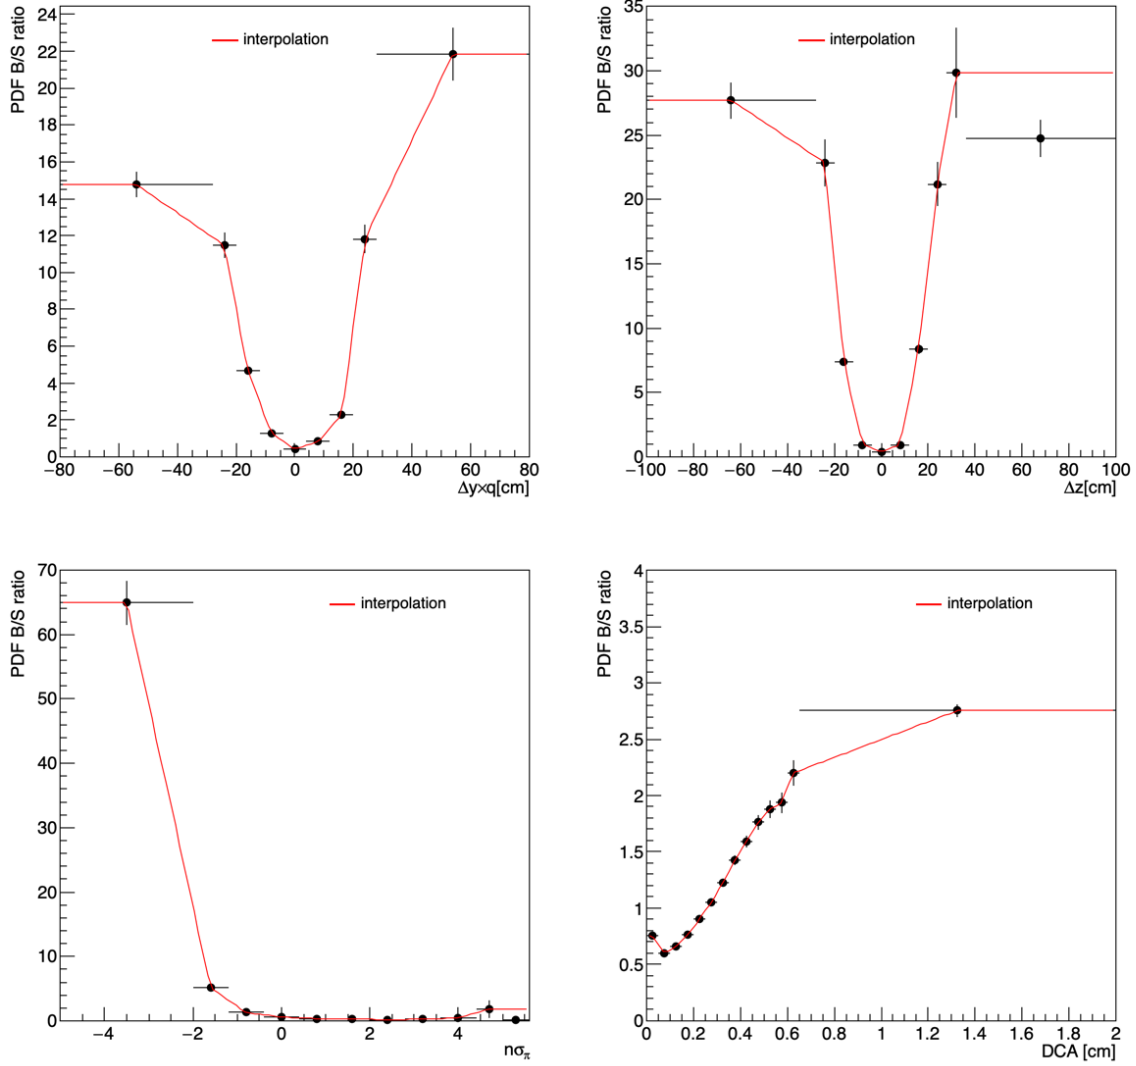 PDF B/S ratio
interpolation
24
22
20
18
16
14
12
10
8
6
4
2
0
−80 −60 −40 −20 0 20 40 60 80
Δy×q[cm]
PDF B/S ratio
interpolation
35
30
25
20
15
10
5
0
−100 −80 −60 −40 −20 0 20 40 60 80 100
Δz[cm]
PDF B/S ratio
interpolation
70
60
50
40
30
20
10
0
−4 −2 0 2 4
nσπ
PDF B/S ratio
interpolation
4
3.5
3
2.5
2
1.5
1
0.5
0
0 0.2 0.4 0.6 0.8 1 1.2 1.4 1.6 1.8 2
DCA [cm]